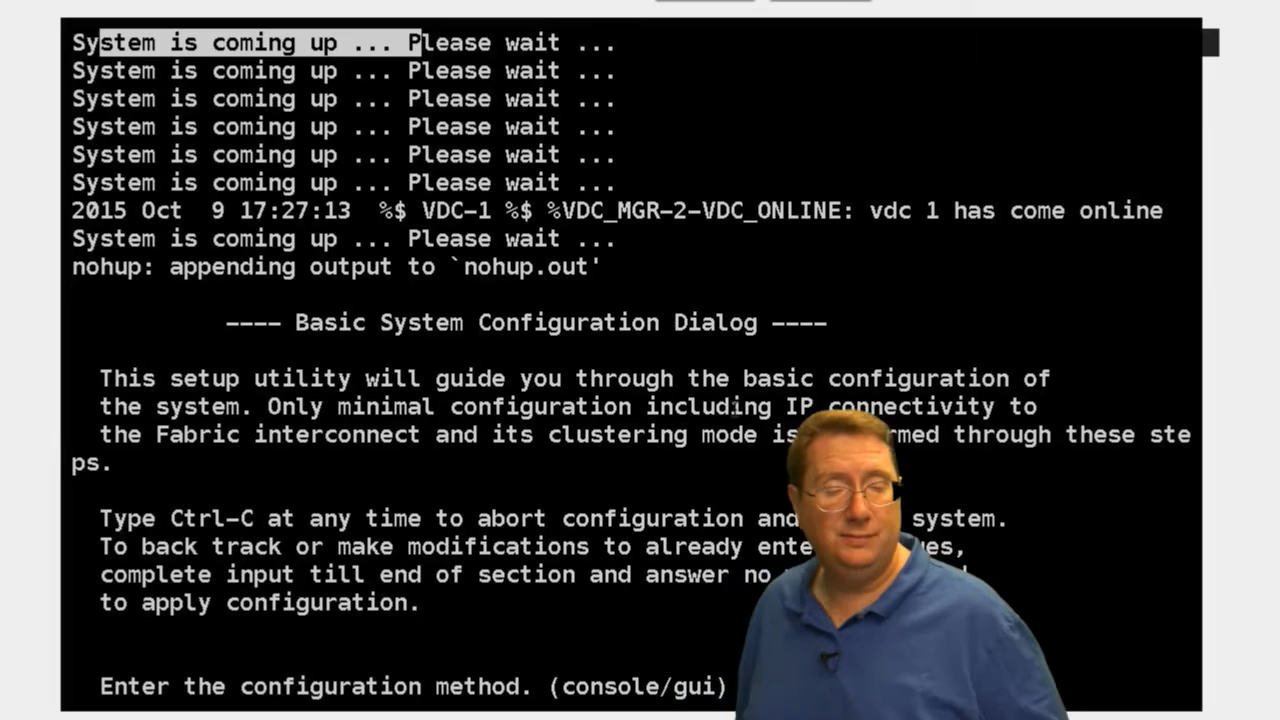 System is coming up ... Please wait ...
System is coming up ... Please wait ...
System is coming up ... Please wait ...
System is coming up ... Please wait ...
System is coming up ... Please wait ...
System is coming up ... Please wait ...
2015 Oct  9 17:27:13  %$ VDC-1 %$ %VDC_MGR-2-VDC_ONLINE: vdc 1 has come online
System is coming up ... Please wait ...
nohup: appending output to `nohup.out'
---- Basic System Configuration Dialog ----
This setup utility will guide you through the basic configuration of
the system. Only minimal configuration including IP connectivity to
the Fabric interconnect and its clustering mode is rmed through these ste
ps.
Type Ctrl-C at any time to abort configuration and system.
To back track or make modifications to already ente es,
complete input till end of section and answer no
to apply configuration.
Enter the configuration method. (console/gui)